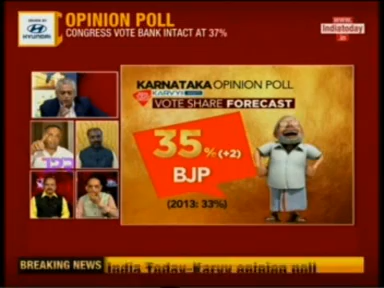 HYUNDAI
OPINION POLL
CONGRESS VOTE BANK INTACT AT 37%
www.
Indiatoday
.in
KARNATAKA OPINION POLL
KARVY
VOTE SHARE FORECAST
35% (+2)
BJP
(2013: 33%)
BREAKING NEWS
India Today-Karvy opinion poll